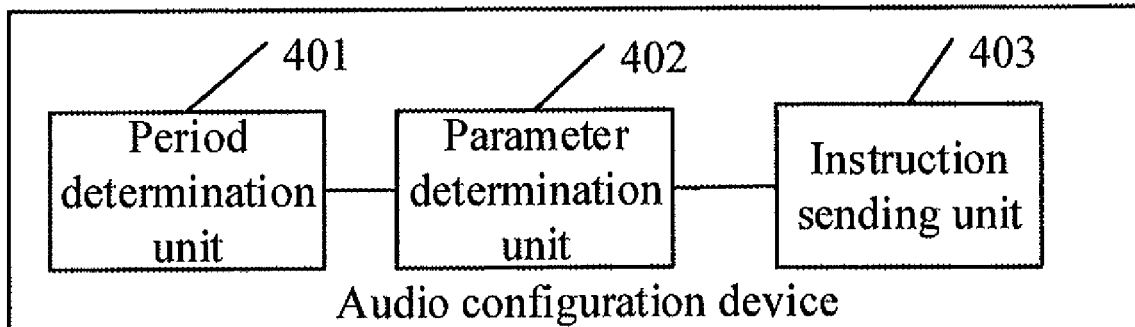 401
402
403
Period
determination
unit
Parameter
determination
unit
Instruction
sending unit
Audio configuration device